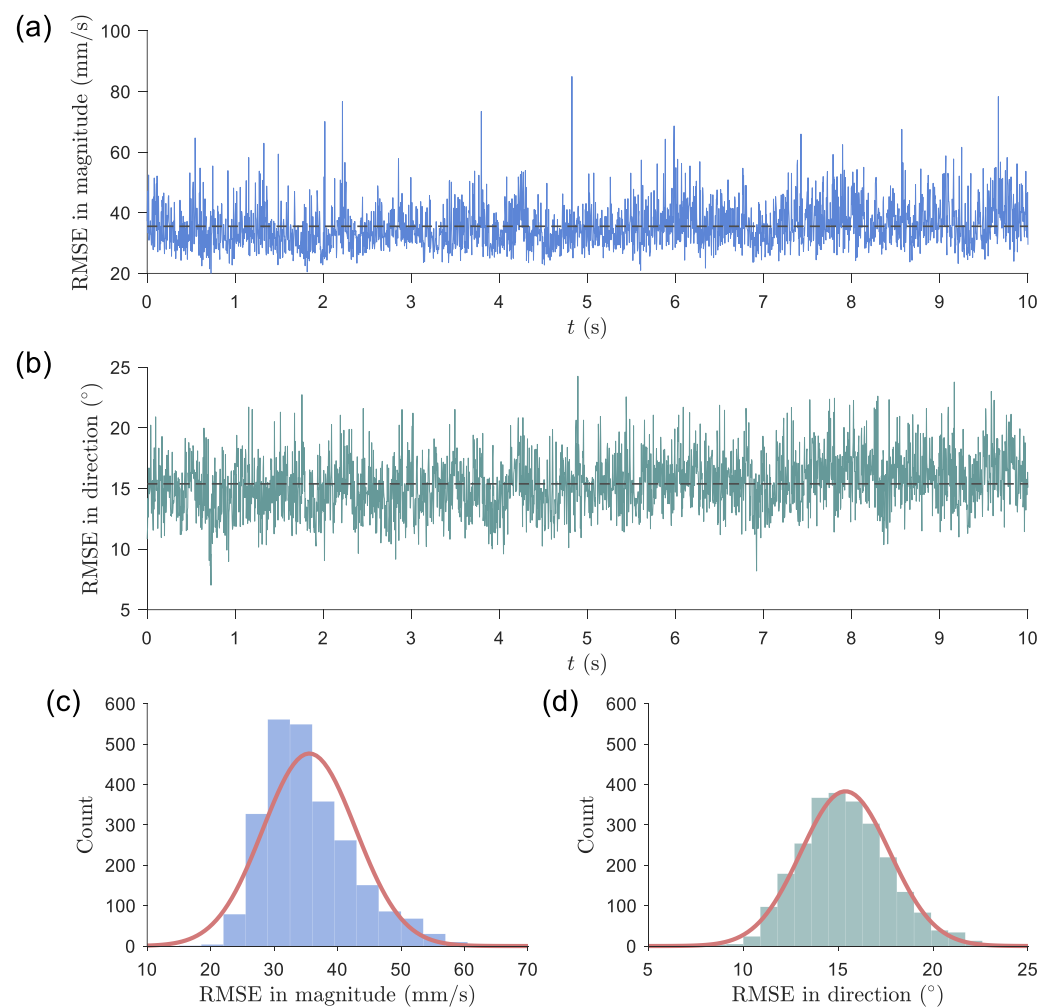 (a)
RMSE in magnitude (mm/s)
100
80
60
40
20
0 1 2 3 4 5 6 7 8 9 10
t (s)
(b)
RMSE in direction (°)
25
20
15
10
5
0 1 2 3 4 5 6 7 8 9 10
t (s)
(c)
Count
600
500
400
300
200
100
0
10 20 30 40 50 60 70
RMSE in magnitude (mm/s)
(d)
Count
600
500
400
300
200
100
0
5 10 15 20 25
RMSE in direction (°)